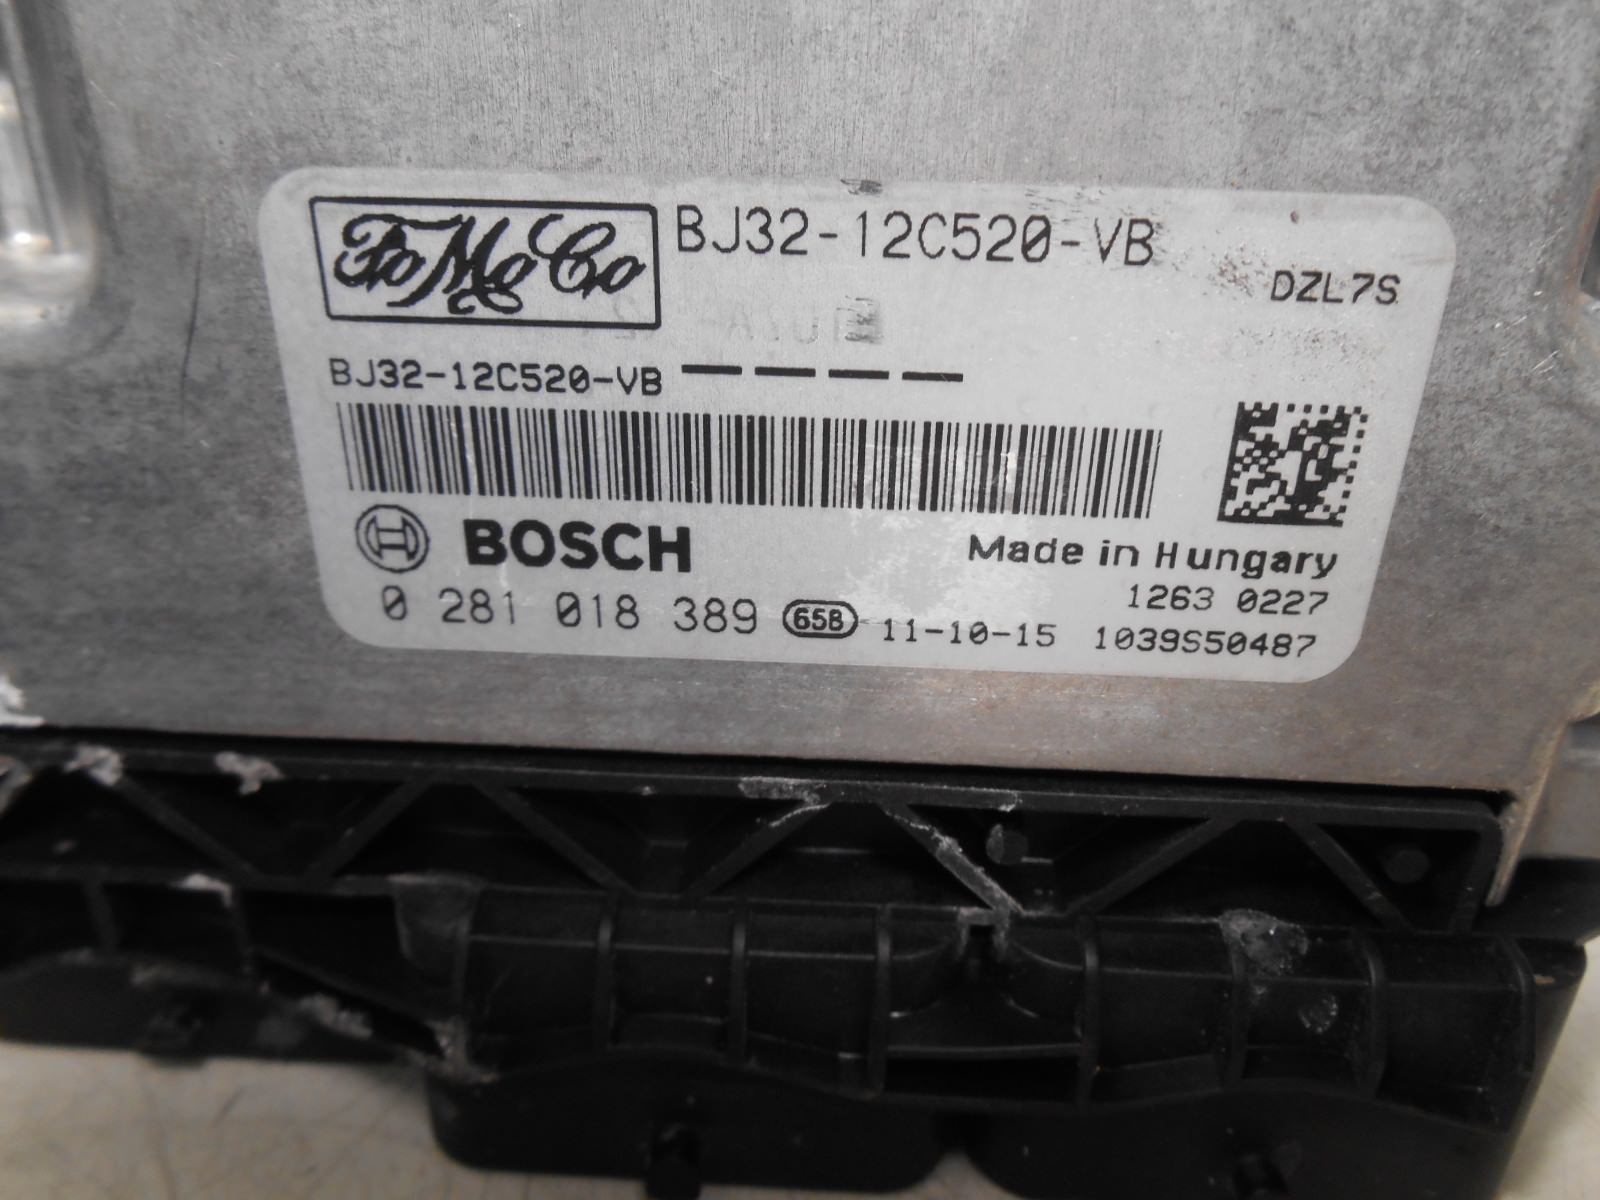 FoMoCo BJ32-12C520-VB
DZL7S
BJ32-12C520-VB — — — —
BOSCH
Made in Hungary
1263 0227
0 281 018 389 65B 11-10-15 1039S50487